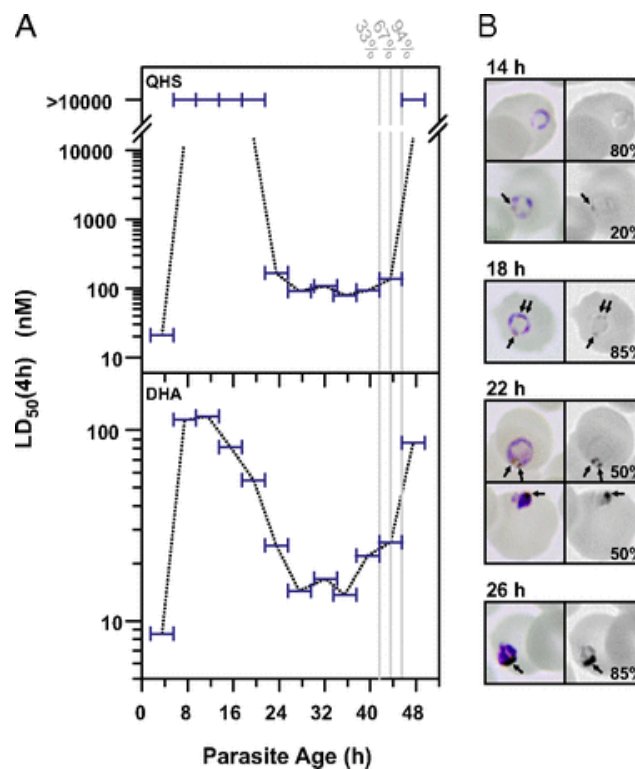 A
33%
67%
94%
QHS
>10000
10000
1000
100
10
DHA
100
10
LD50(4h) (nM)
0 8 16 24 32 40 48
Parasite Age (h)
B
14 h
80%
20%
18 h
85%
22 h
50%
50%
26 h
85%